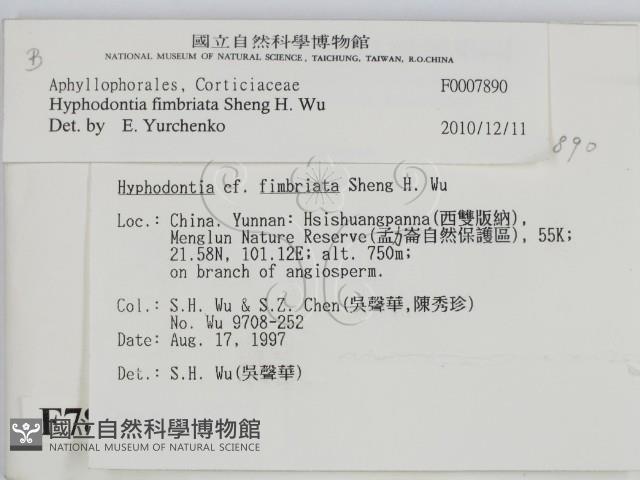 B
國立自然科學博物館
NATIONAL MUSEUM OF NATURAL SCIENCE, TAICHUNG, TAIWAN, R.O.CHINA
Aphyllophorales, Corticiaceae F0007890
Hyphodontia fimbriata Sheng H. Wu
Det. by E. Yurchenko 2010/12/11
890
Hyphodontia cf. fimbriata Sheng H. Wu
Loc.: China. Yunnan: Hsishuangpanna(西雙版納),
Menglun Nature Reserve(孟力崙自然保護區), 55K;
21.58N, 101.12E; alt. 750m;
on branch of angiosperm.
Col.: S.H. Wu & S.Z. Chen(吳聲華,陳秀珍)
No. Wu 9708-252
Date: Aug. 17, 1997
Det.: S.H. Wu(吳聲華)
F78
國立自然科學博物館
NATIONAL MUSEUM OF NATURAL SCIENCE